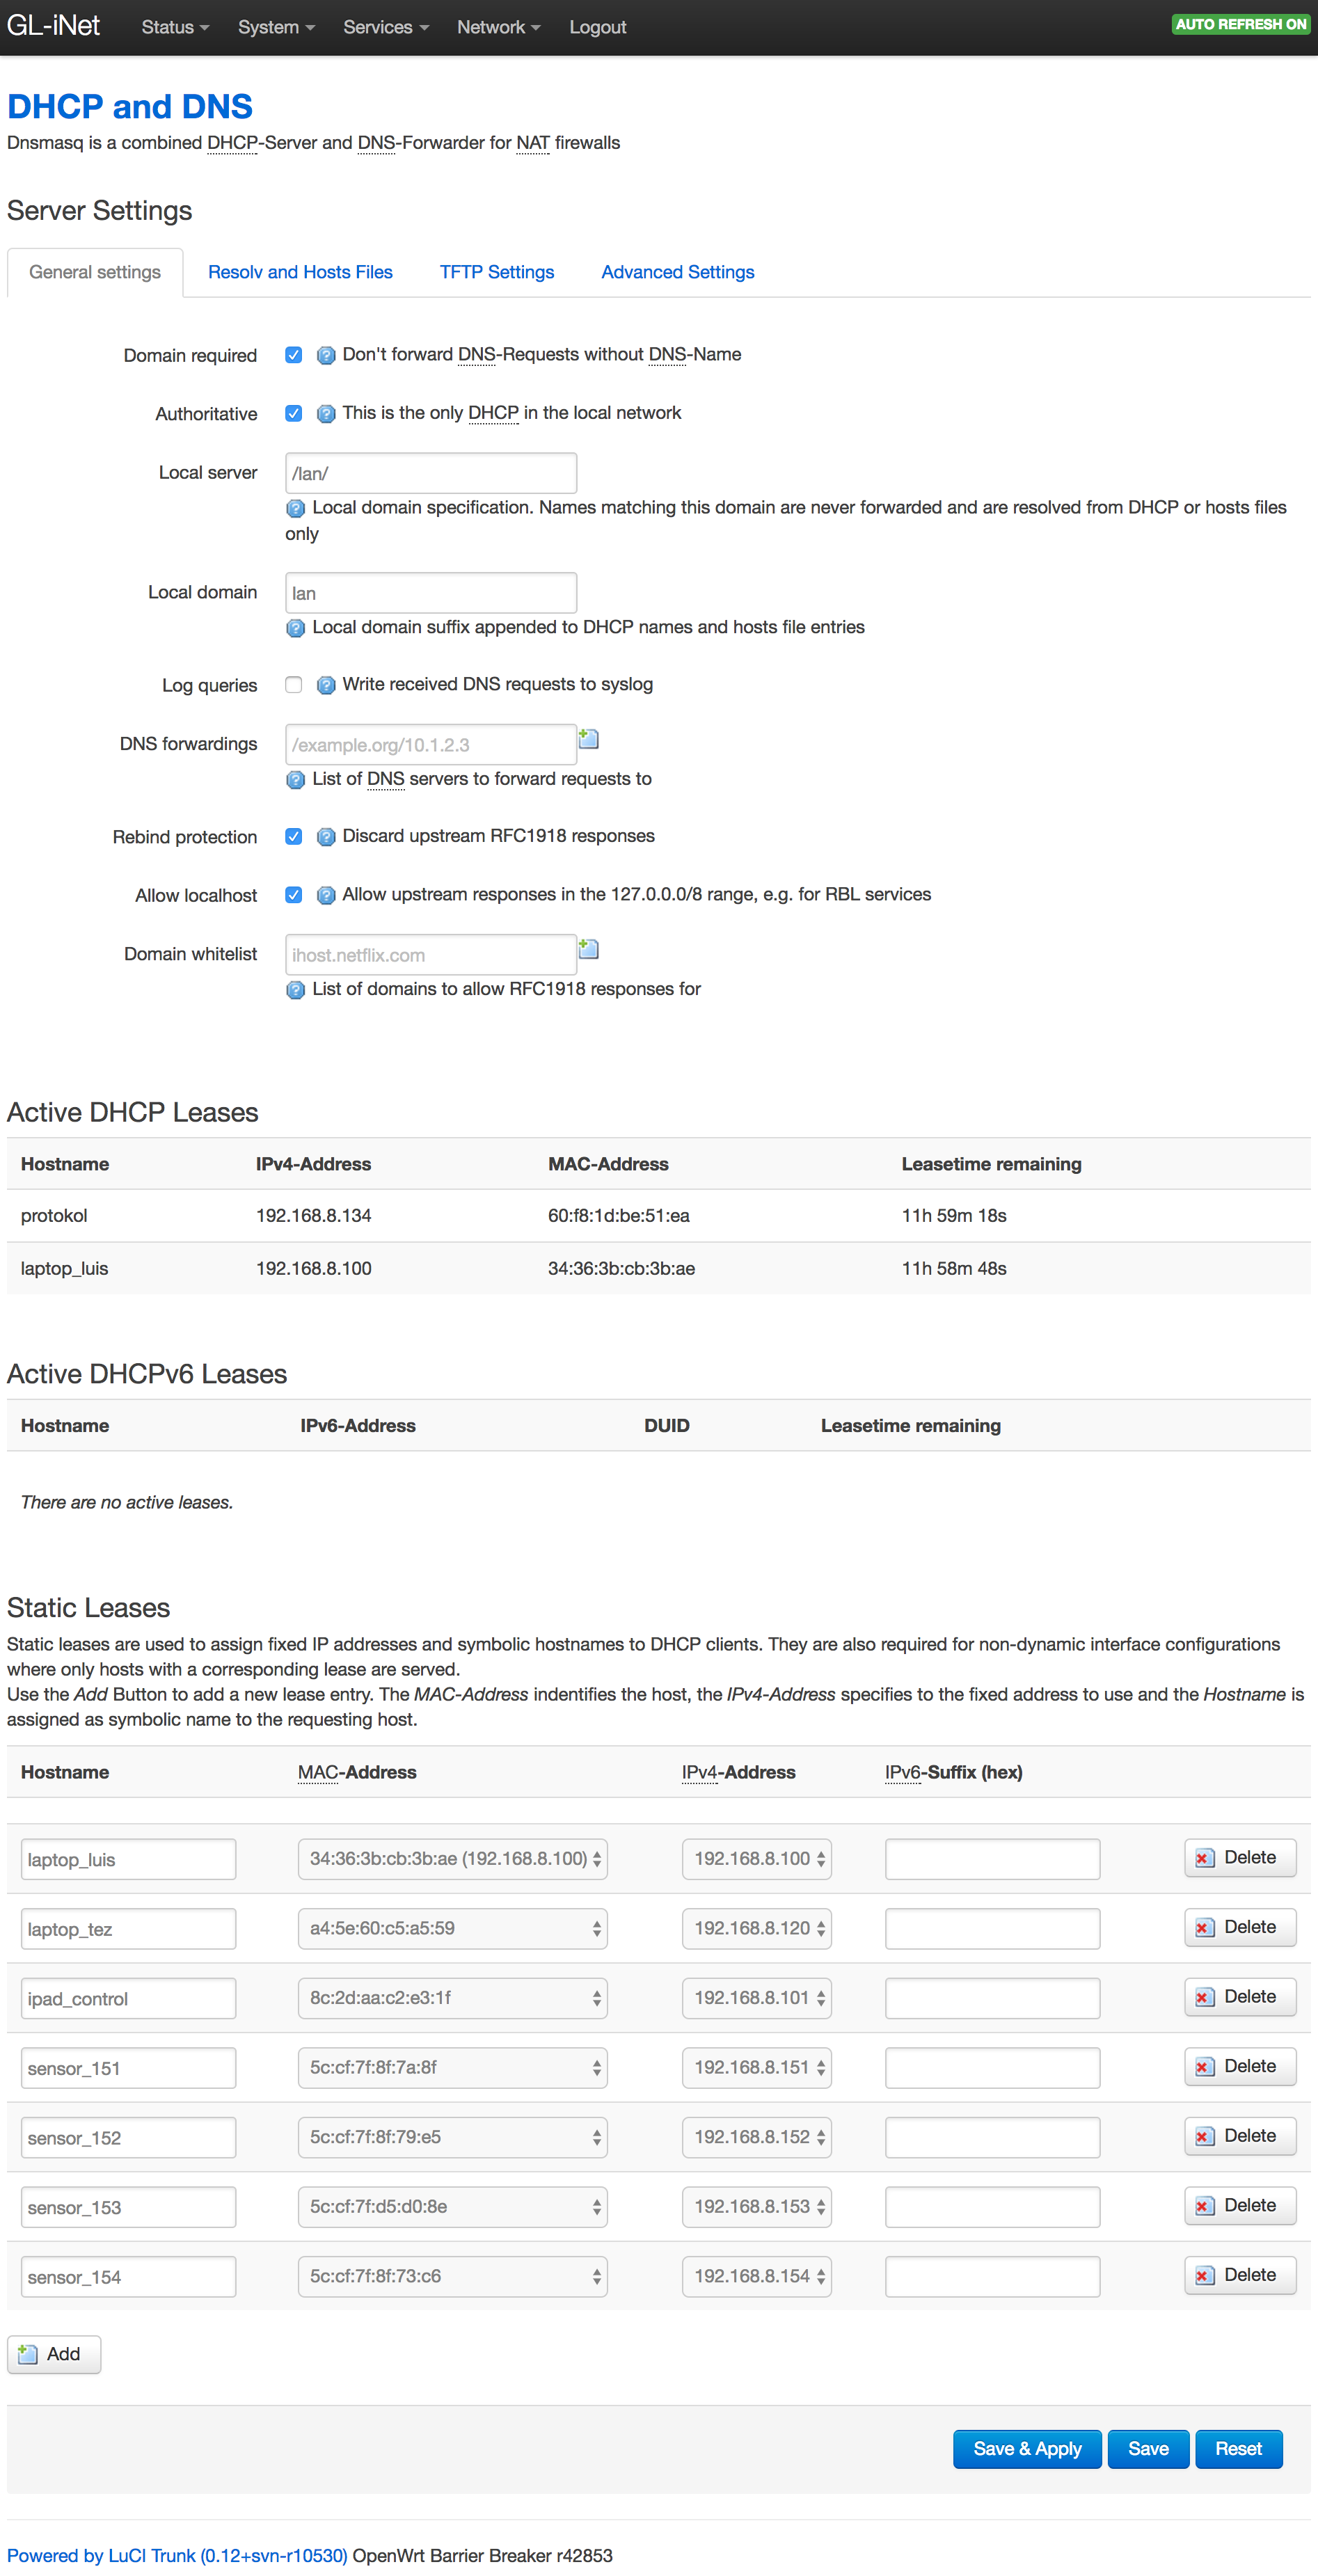 GL-iNet Status System Services Network Logout AUTO REFRESH ON
DHCP and DNS
Dnsmasq is a combined DHCP-Server and DNS-Forwarder for NAT firewalls
Server Settings
General settings Resolv and Hosts Files TFTP Settings Advanced Settings
Domain required Don't forward DNS-Requests without DNS-Name
Authoritative This is the only DHCP in the local network
Local server /lan/
Local domain specification. Names matching this domain are never forwarded and are resolved from DHCP or hosts files
only
Local domain lan
Local domain suffix appended to DHCP names and hosts file entries
Log queries Write received DNS requests to syslog
DNS forwardings /example.org/10.1.2.3
List of DNS servers to forward requests to
Rebind protection Discard upstream RFC1918 responses
Allow localhost Allow upstream responses in the 127.0.0.0/8 range, e.g. for RBL services
Domain whitelist ihost.netflix.com
List of domains to allow RFC1918 responses for
Active DHCP Leases
Hostname IPv4-Address MAC-Address Leasetime remaining
protokol 192.168.8.134 60:f8:1d:be:51:ea 11h 59m 18s
laptop_luis 192.168.8.100 34:36:3b:cb:3b:ae 11h 58m 48s
Active DHCPv6 Leases
Hostname IPv6-Address DUID Leasetime remaining
There are no active leases.
Static Leases
Static leases are used to assign fixed IP addresses and symbolic hostnames to DHCP clients. They are also required for non-dynamic interface configurations
where only hosts with a corresponding lease are served.
Use the Add Button to add a new lease entry. The MAC-Address indentifies the host, the IPv4-Address specifies to the fixed address to use and the Hostname is
assigned as symbolic name to the requesting host.
Hostname MAC-Address IPv4-Address IPv6-Suffix (hex)
laptop_luis 34:36:3b:cb:3b:ae (192.168.8.100) 192.168.8.100 Delete
laptop_tez a4:5e:60:c5:a5:59 192.168.8.120 Delete
ipad_control 8c:2d:aa:c2:e3:1f 192.168.8.101 Delete
sensor_151 5c:cf:7f:8f:7a:8f 192.168.8.151 Delete
sensor_152 5c:cf:7f:8f:79:e5 192.168.8.152 Delete
sensor_153 5c:cf:7f:d5:d0:8e 192.168.8.153 Delete
sensor_154 5c:cf:7f:8f:73:c6 192.168.8.154 Delete
Add
Save & Apply Save Reset
Powered by LuCI Trunk (0.12+svn-r10530) OpenWrt Barrier Breaker r42853